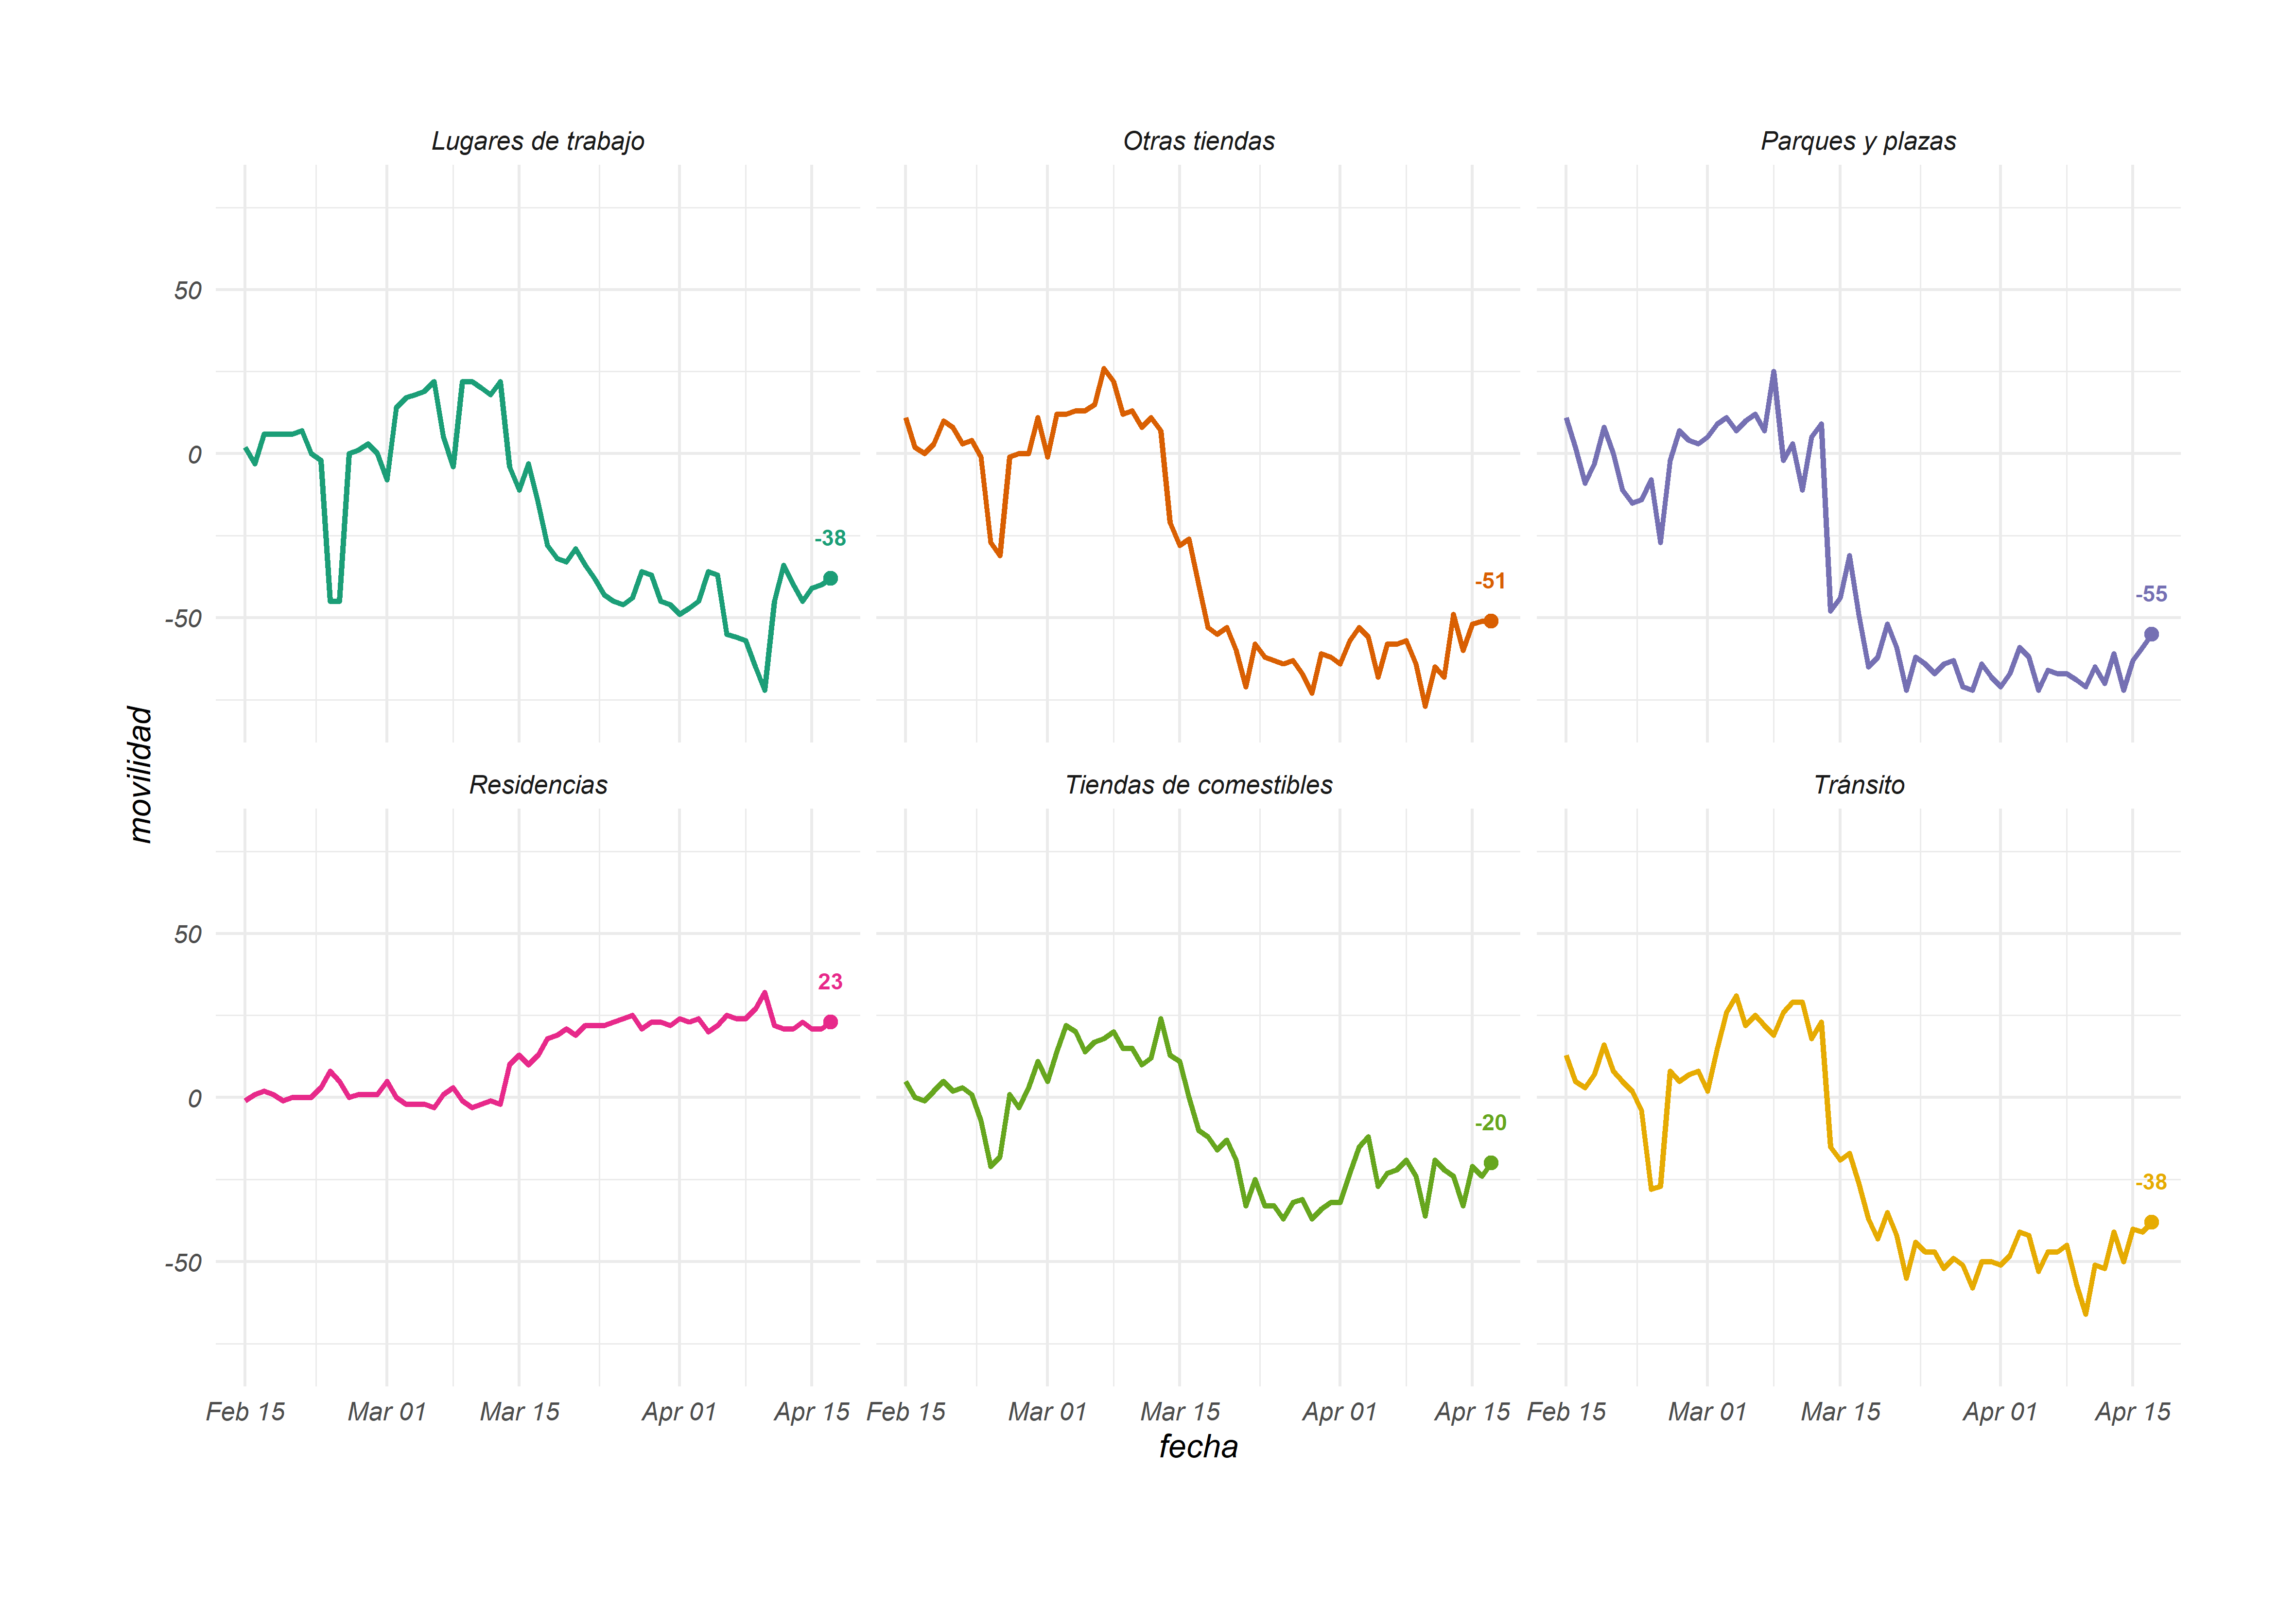 Lugares de trabajo
Otras tiendas
Parques y plazas
50
0
-50
-38
-51
-55
movilidad
Residencias
Tiendas de comestibles
Tránsito
50
0
-50
23
-20
-38
Feb 15 Mar 01 Mar 15 Apr 01 Apr 15
Feb 15 Mar 01 Mar 15 Apr 01 Apr 15
Feb 15 Mar 01 Mar 15 Apr 01 Apr 15
fecha